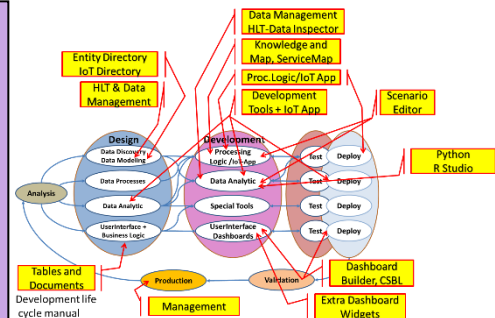 Data Management
HLT-Data Inspector
Entity Directory
IoT Directory
Knowledge and
Map, ServiceMap
HLT & Data
Management
Proc.Logic/IoT App
Development
Tools + IoT App
Scenario
Editor
Design
Development
Data Discovery
Data Modeling
Processing
Logic /IoT-App
Test
Deploy
Python
R Studio
Data Processes
Data Analytic
Test
Deploy
Analysis
Data Analytic
Special Tools
Test
Deploy
UserInterface +
Business Logic
UserInterface
Dashboards
Test
Deploy
Tables and
Documents
Production
Validation
Dashboard
Builder, CSBL
Development life
cycle manual
Management
Extra Dashboard
Widgets